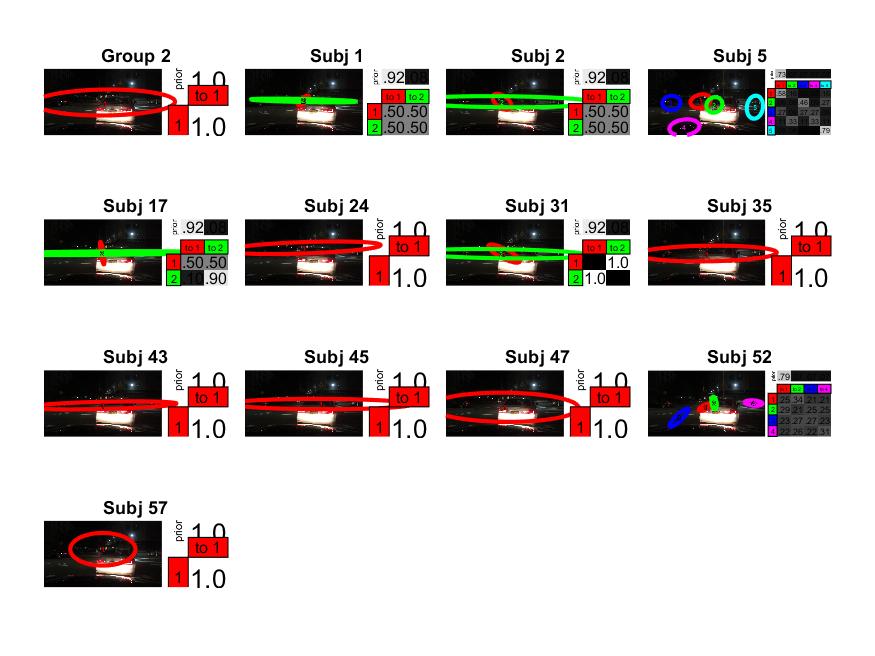 Group 2
prior 1.0
to 1
1 1.0
Subj 1
prior .92 .08
to 1 to 2
1 .50 .50
2 .50 .50
Subj 2
prior .92 .08
to 1 to 2
1 .50 .50
2 .50 .50
Subj 5
.73
Subj 17
prior .92 .08
to 1 to 2
1 .50 .50
2 .10 .90
Subj 24
prior 1.0
to 1
1 1.0
Subj 31
prior .92 .08
to 1 to 2
1 1.0
2 1.0
Subj 35
prior 1.0
to 1
1 1.0
Subj 43
prior 1.0
to 1
1 1.0
Subj 45
prior 1.0
to 1
1 1.0
Subj 47
prior 1.0
to 1
1 1.0
Subj 52
.79
.25 .34 .21 .21
.29 .21 .25 .25
.23 .27 .27 .23
.22 .26 .22 .31
Subj 57
prior 1.0
to 1
1 1.0